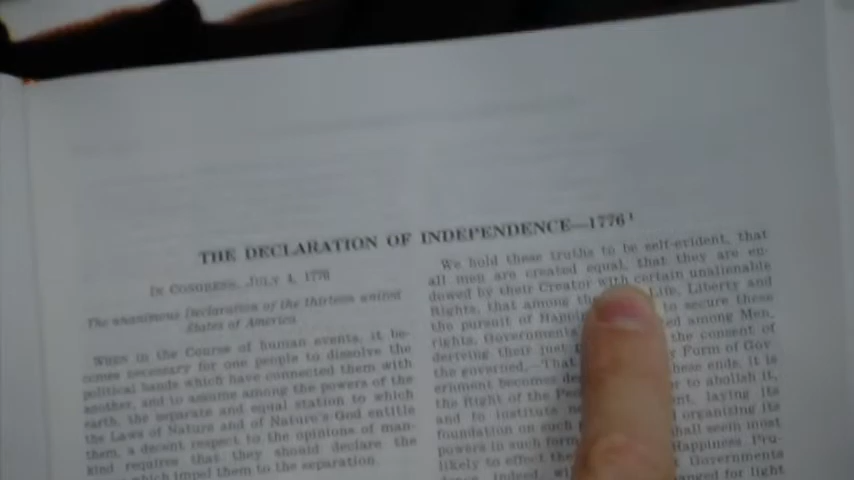 THE DECLARATION OF INDEPENDENCE—1776¹
IN CONGRESS, JULY 4, 1776
The unanimous Declaration of the thirteen united
States of America
WHEN in the Course of human events, it be-
comes necessary for one people to dissolve the
political bands which have connected them with
another, and to assume among the powers of the
earth, the separate and equal station to which
the Laws of Nature and of Nature's God entitle
them, a decent respect to the opinions of man-
kind requires that they should declare the
which impel them to the separation.
We hold these truths to be self-evident, that
all men are created equal, that they are en-
dowed by their Creator with certain unalienable
Rights, that among Life, Liberty and
the pursuit of to secure these
rights, Governments among Men,
deriving their just the consent of
the governed,—That Form of Gov
ernment becomes these ends, it is
the Right of the to abolish it,
and to institute laying its
foundation on such organizing its
powers in such form shall seem most
likely to effect Happiness. Pru-
indeed, Governments
changed for light